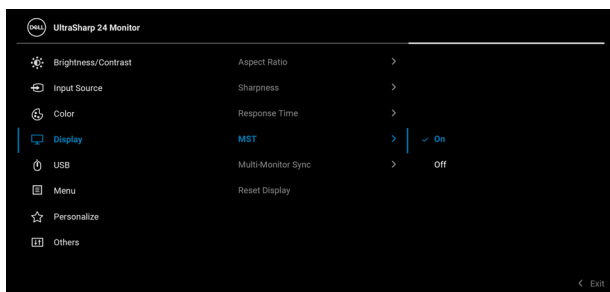 DELL UltraSharp 24 Monitor
Brightness/Contrast Aspect Ratio >
Input Source Sharpness >
Color Response Time >
Display MST > ✓ On
USB Multi-Monitor Sync > Off
Menu Reset Display
Personalize
Others
< Exit